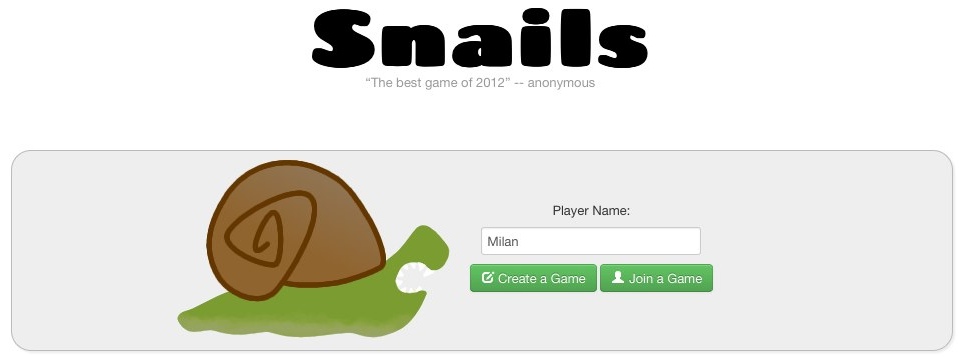 Snails
“The best game of 2012” -- anonymous
Player Name:
Milan
Create a Game Join a Game